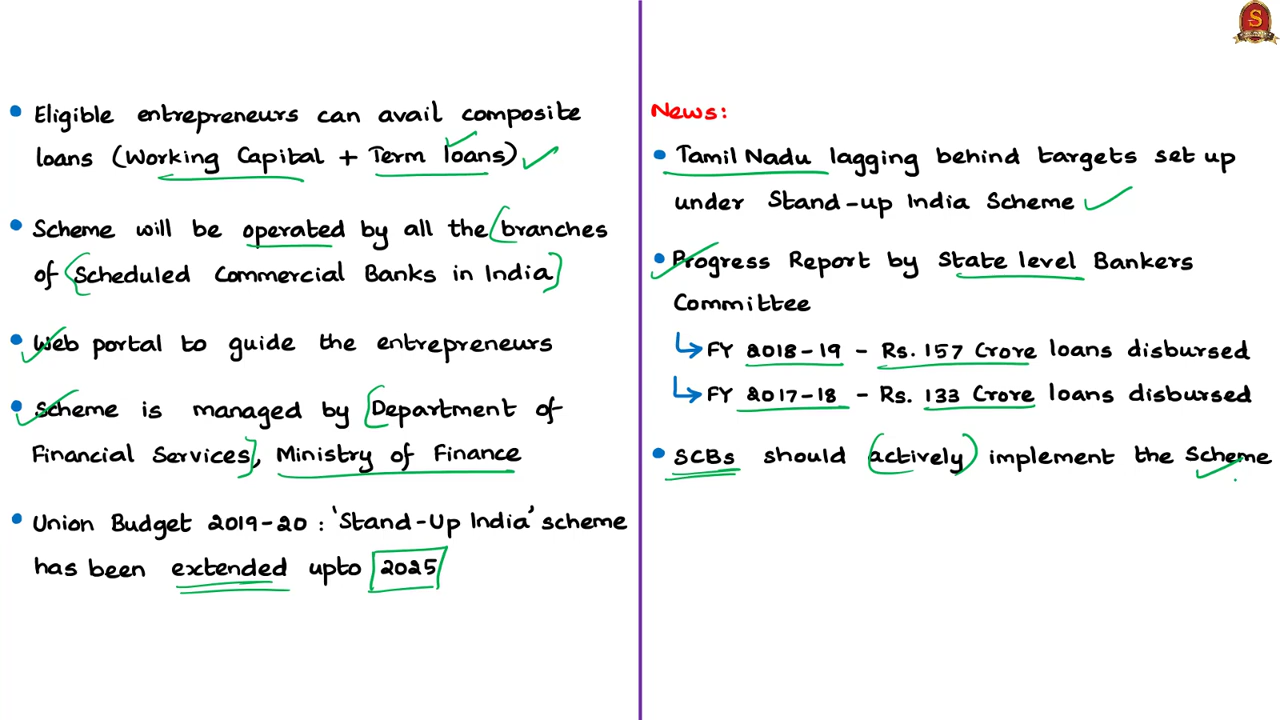 S
Eligible entrepreneurs can avail composite
loans (Working Capital + Term loans)
Scheme will be operated by all the branches
of Scheduled Commercial Banks in India
Web portal to guide the entrepreneurs
Scheme is managed by Department of
Financial Services, Ministry of Finance
Union Budget 2019-20 : 'Stand-Up India' scheme
has been extended upto 2025
News:
Tamil Nadu lagging behind targets set up
under Stand-up India Scheme
Progress Report by State level Bankers
Committee
FY 2018-19 - Rs. 157 Crore loans disbursed
FY 2017-18 - Rs. 133 Crore loans disbursed
SCBs should actively implement the Scheme